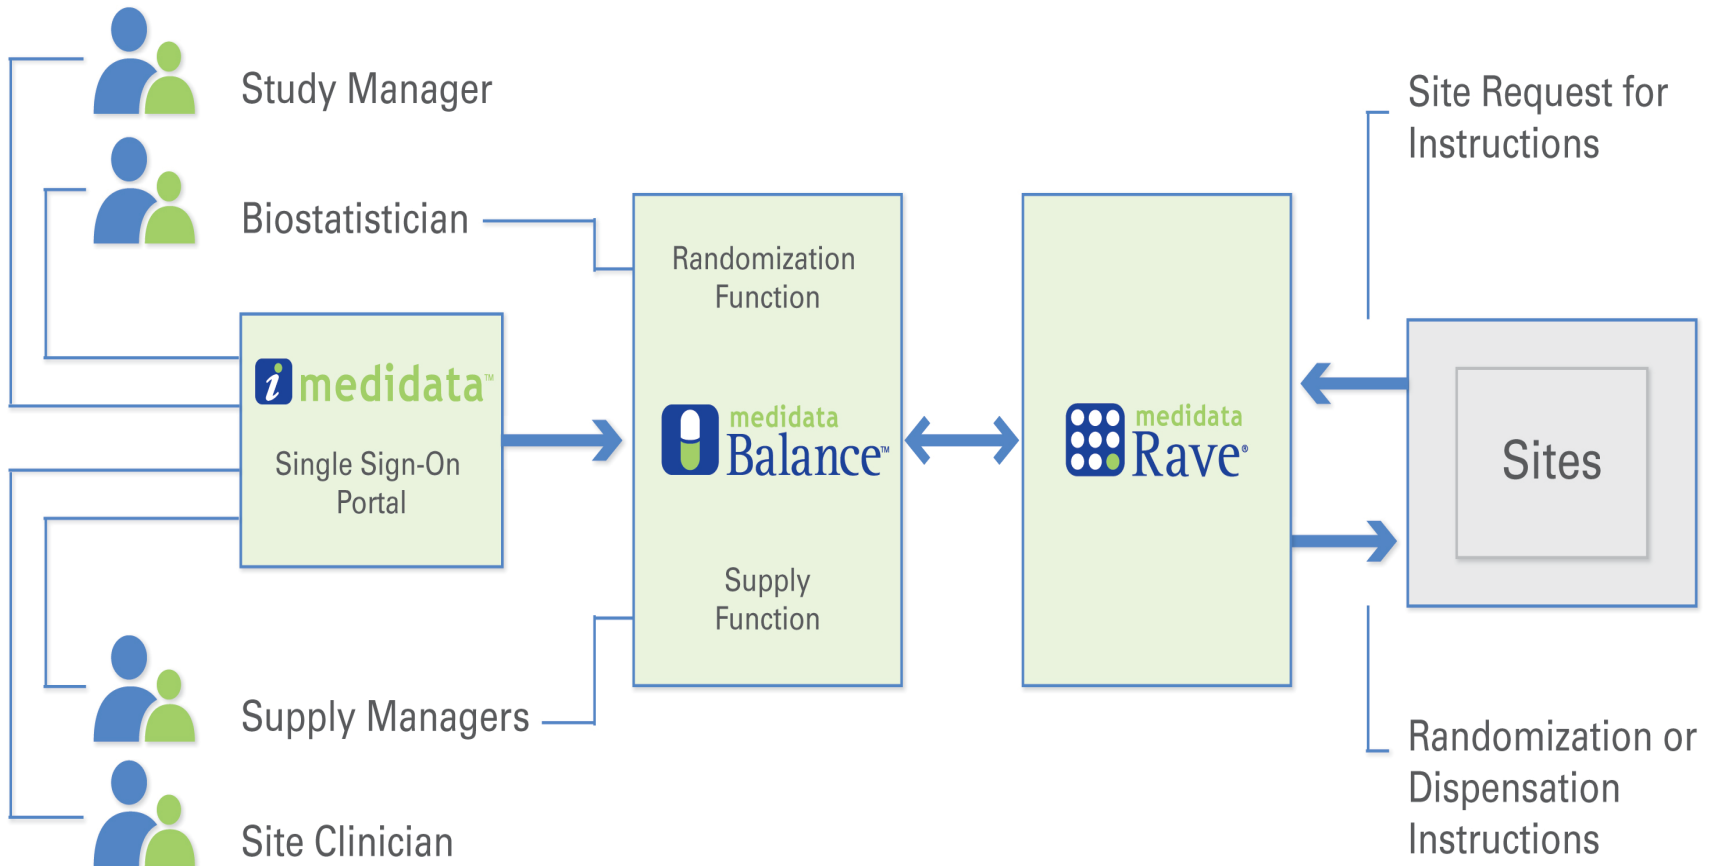 Study Manager
Biostatistician
i medidata™
Single Sign-On
Portal
Supply Managers
Site Clinician
Randomization
Function
medidata
Balance™
Supply
Function
medidata
Rave®
Site Request for
Instructions
Sites
Randomization or
Dispensation
Instructions